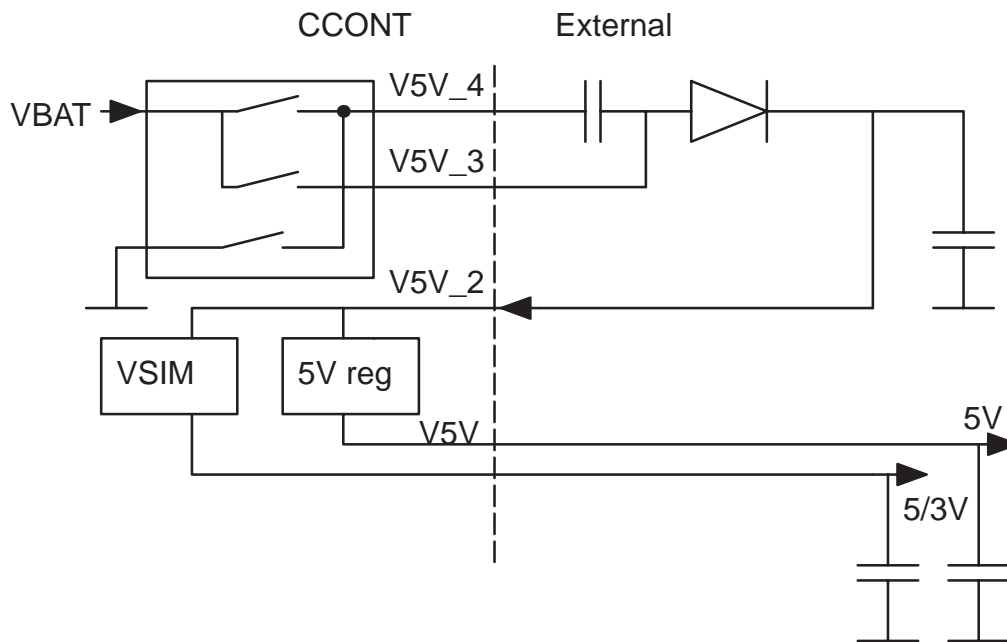 CCONT External
VBAT
V5V_4
V5V_3
V5V_2
VSIM
5V reg
V5V
5V
5/3V